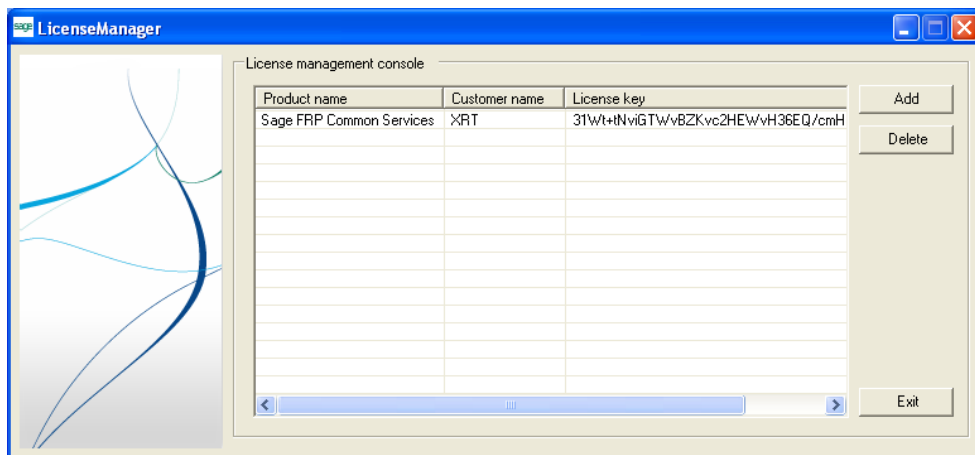 sage LicenseManager
License management console
Product name Customer name License key
Sage FRP Common Services XRT 31Wt+tNviGTWvBZKvc2HEWvH36EQ/cmH
Add
Delete
Exit